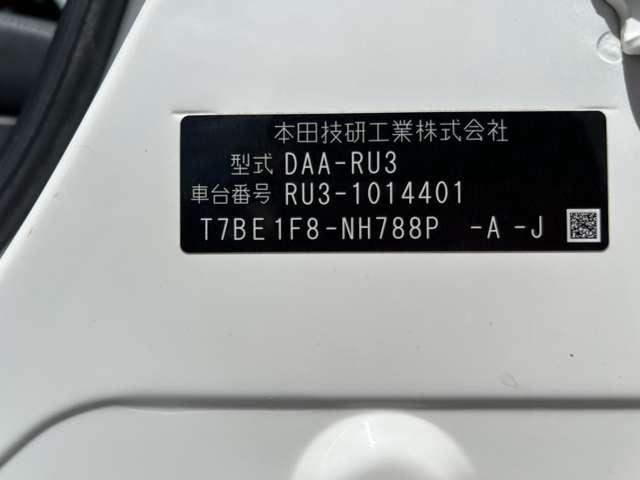 本田技研工業株式会社
型式 DAA-RU3
車台番号 RU3-1014401
T7BE1F8-NH788P -A -J